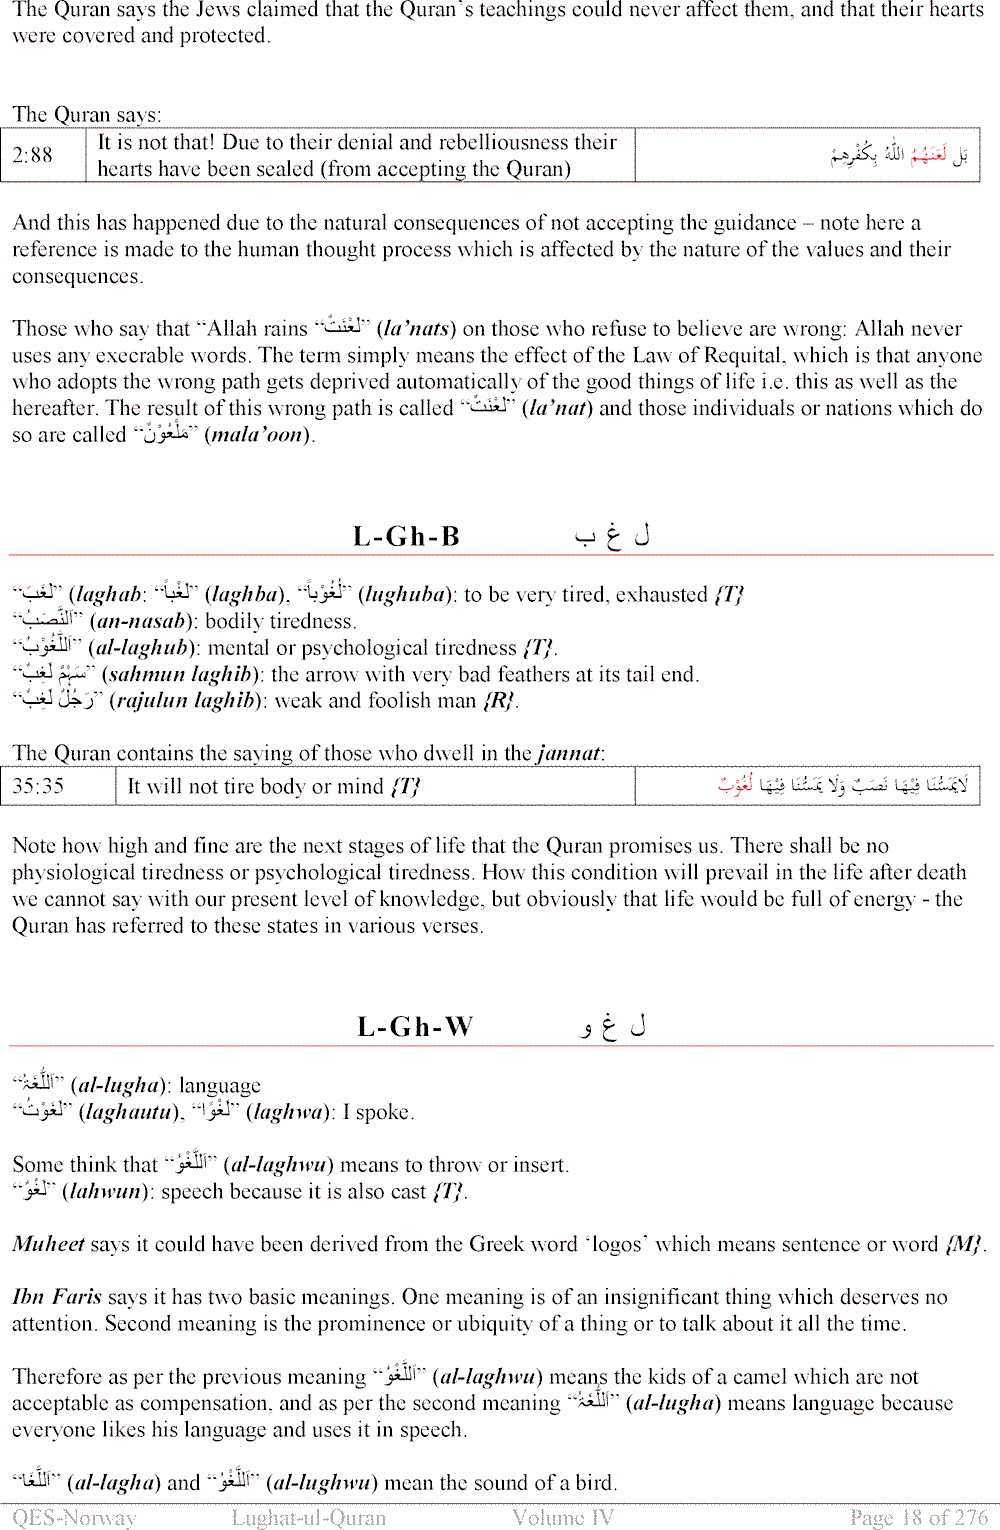 The Quran says the Jews claimed that the Quran's teachings could never affect them, and that their hearts
were covered and protected.
The Quran says:
2:88 It is not that! Due to their denial and rebelliousness their hearts have been sealed (from accepting the Quran) بَل لَّعَنَهُمُ اللَّهُ بِكُفْرِهِمْ
And this has happened due to the natural consequences of not accepting the guidance – note here a
reference is made to the human thought process which is affected by the nature of the values and their
consequences.
Those who say that “Allah rains “لَعْنَتٌ” (la’nats) on those who refuse to believe are wrong: Allah never
uses any execrable words. The term simply means the effect of the Law of Requital, which is that anyone
who adopts the wrong path gets deprived automatically of the good things of life i.e. this as well as the
hereafter. The result of this wrong path is called “لَعْنَتٌ” (la’nat) and those individuals or nations which do
so are called “مَلْعُوْنٌ” (mala’oon).
L-Gh-B ل غ ب
“لَغَبَ” (laghab: “لَغْباً” (laghba), “لُغُوْباً” (lughuba): to be very tired, exhausted {T}
“اَلنَّصَبُ” (an-nasab): bodily tiredness.
“اَللُّغُوْبُ” (al-laghub): mental or psychological tiredness {T}.
“سَهْمٌ لَغِبٌ” (sahmun laghib): the arrow with very bad feathers at its tail end.
“رَجُلٌ لَغِبٌ” (rajulun laghib): weak and foolish man {R}.
The Quran contains the saying of those who dwell in the jannat:
35:35 It will not tire body or mind {T} لَايَمَسُّنَا فِيْهَا نَصَبٌ وَلَا يَمَسُّنَا فِيْهَا لُغُوْبٌ
Note how high and fine are the next stages of life that the Quran promises us. There shall be no
physiological tiredness or psychological tiredness. How this condition will prevail in the life after death
we cannot say with our present level of knowledge, but obviously that life would be full of energy - the
Quran has referred to these states in various verses.
L-Gh-W ل غ و
“اَللُّغَةُ” (al-lugha): language
“لَغَوْتُ” (laghautu), “لَغْوًا” (laghwa): I spoke.
Some think that “اَللَّغْوُ” (al-laghwu) means to throw or insert.
“لَغْوٌ” (lahwun): speech because it is also cast {T}.
Muheet says it could have been derived from the Greek word ‘logos’ which means sentence or word {M}.
Ibn Faris says it has two basic meanings. One meaning is of an insignificant thing which deserves no
attention. Second meaning is the prominence or ubiquity of a thing or to talk about it all the time.
Therefore as per the previous meaning “اَللَّغْوُ” (al-laghwu) means the kids of a camel which are not
acceptable as compensation, and as per the second meaning “اَللُّغَةُ” (al-lugha) means language because
everyone likes his language and uses it in speech.
“اَللَّغَا” (al-lagha) and “اَللَّغْوُ” (al-lughwu) mean the sound of a bird.
QES-Norway Lughat-ul-Quran Volume IV Page 18 of 276